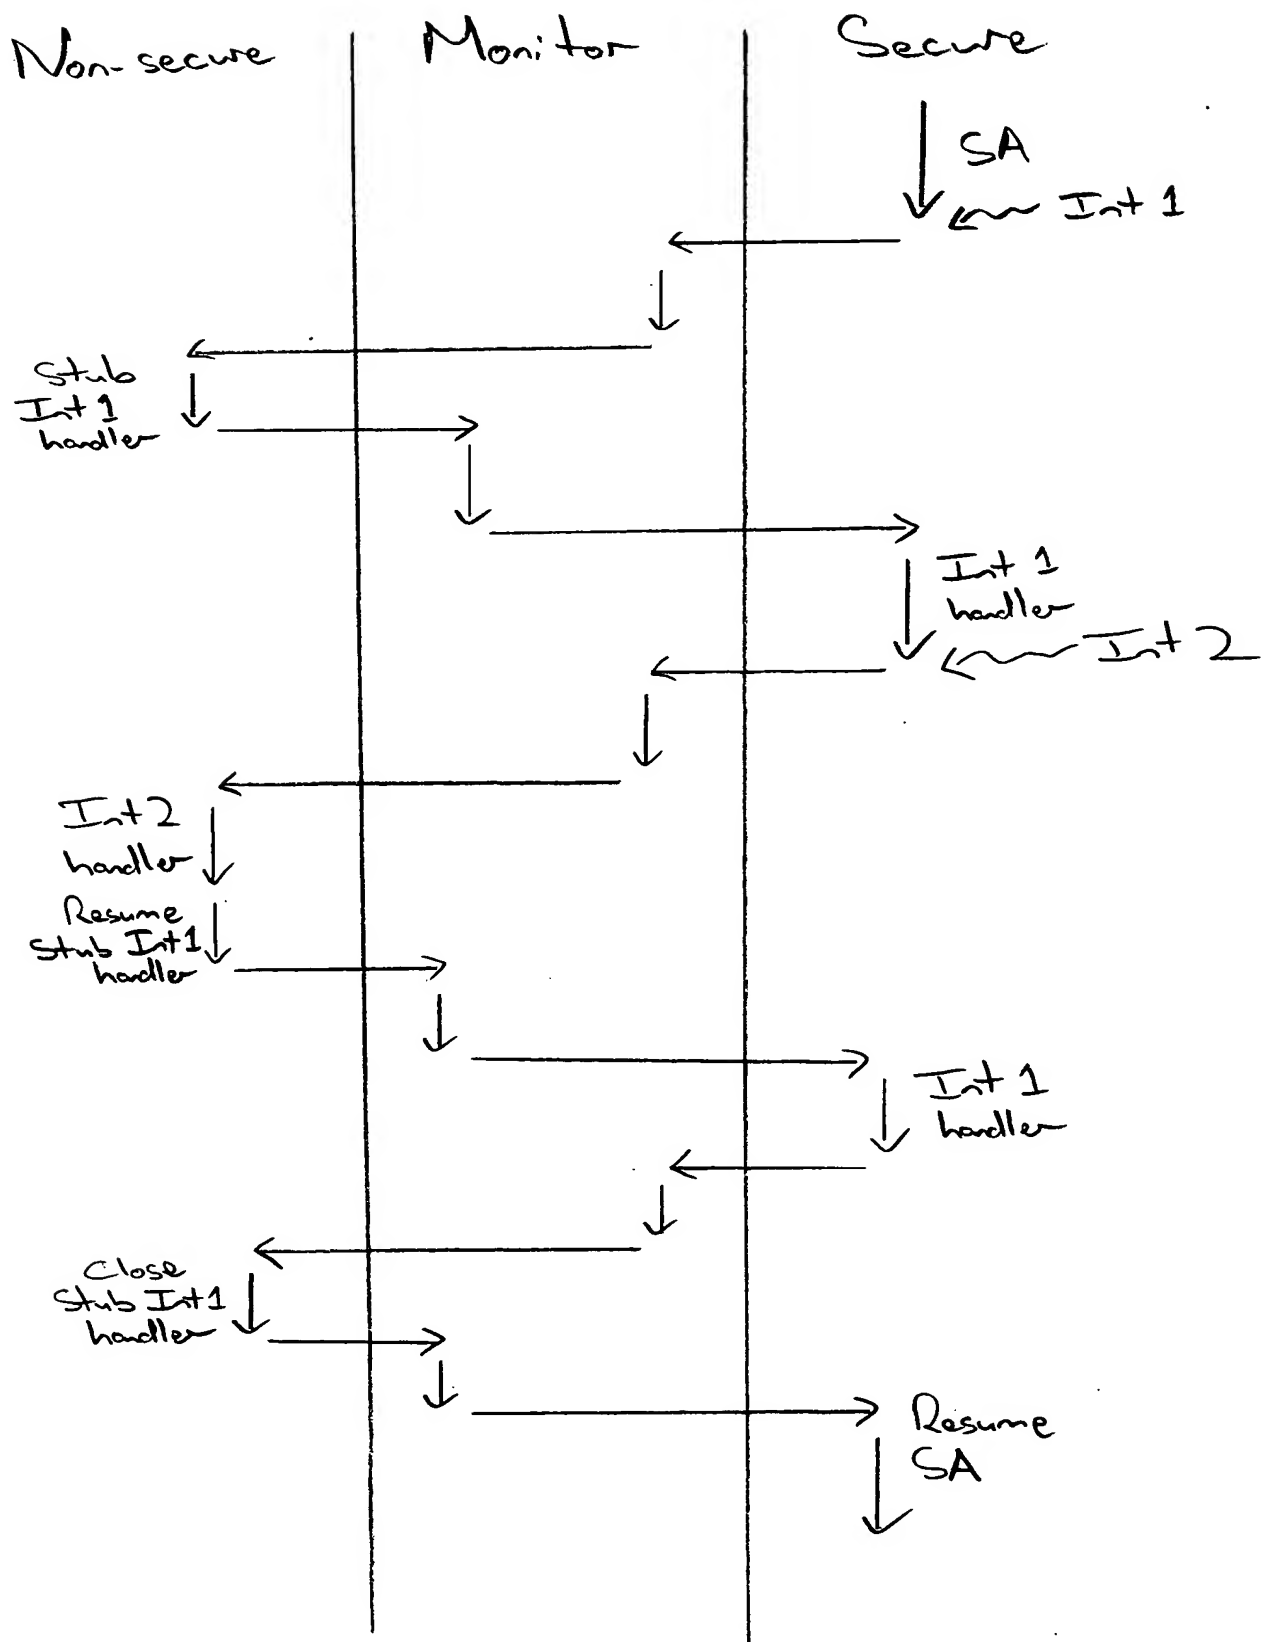 Non-secure
Monitor
Secure
SA
Int 1
Stub
Int 1
handler
Int 1
handler
Int 2
Int 2
handler
Resume
Stub Int 1
handler
Int 1
handler
Close
Stub Int 1
handler
Resume
SA